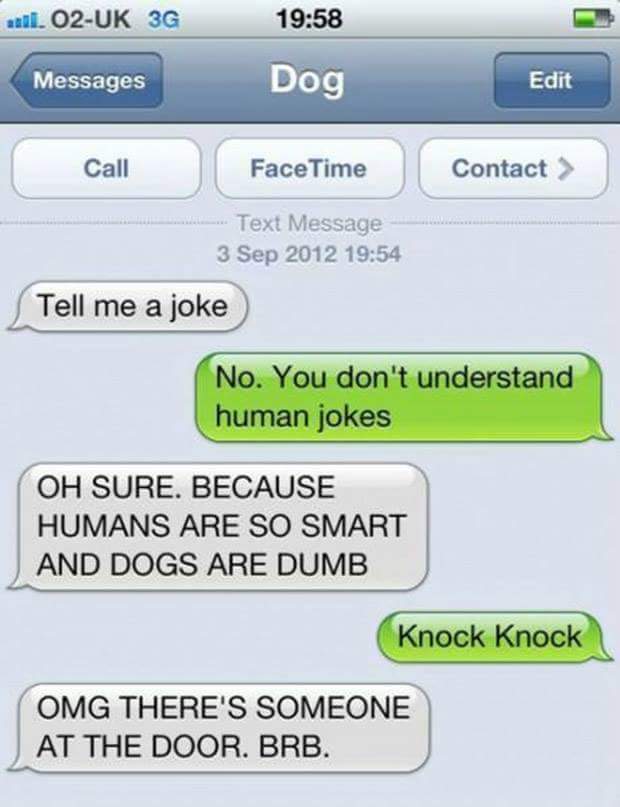 O2-UK 3G 19:58
Messages Dog Edit
Call FaceTime Contact
Text Message
3 Sep 2012 19:54
Tell me a joke
No. You don't understand
human jokes
OH SURE. BECAUSE
HUMANS ARE SO SMART
AND DOGS ARE DUMB
Knock Knock
OMG THERE'S SOMEONE
AT THE DOOR. BRB.